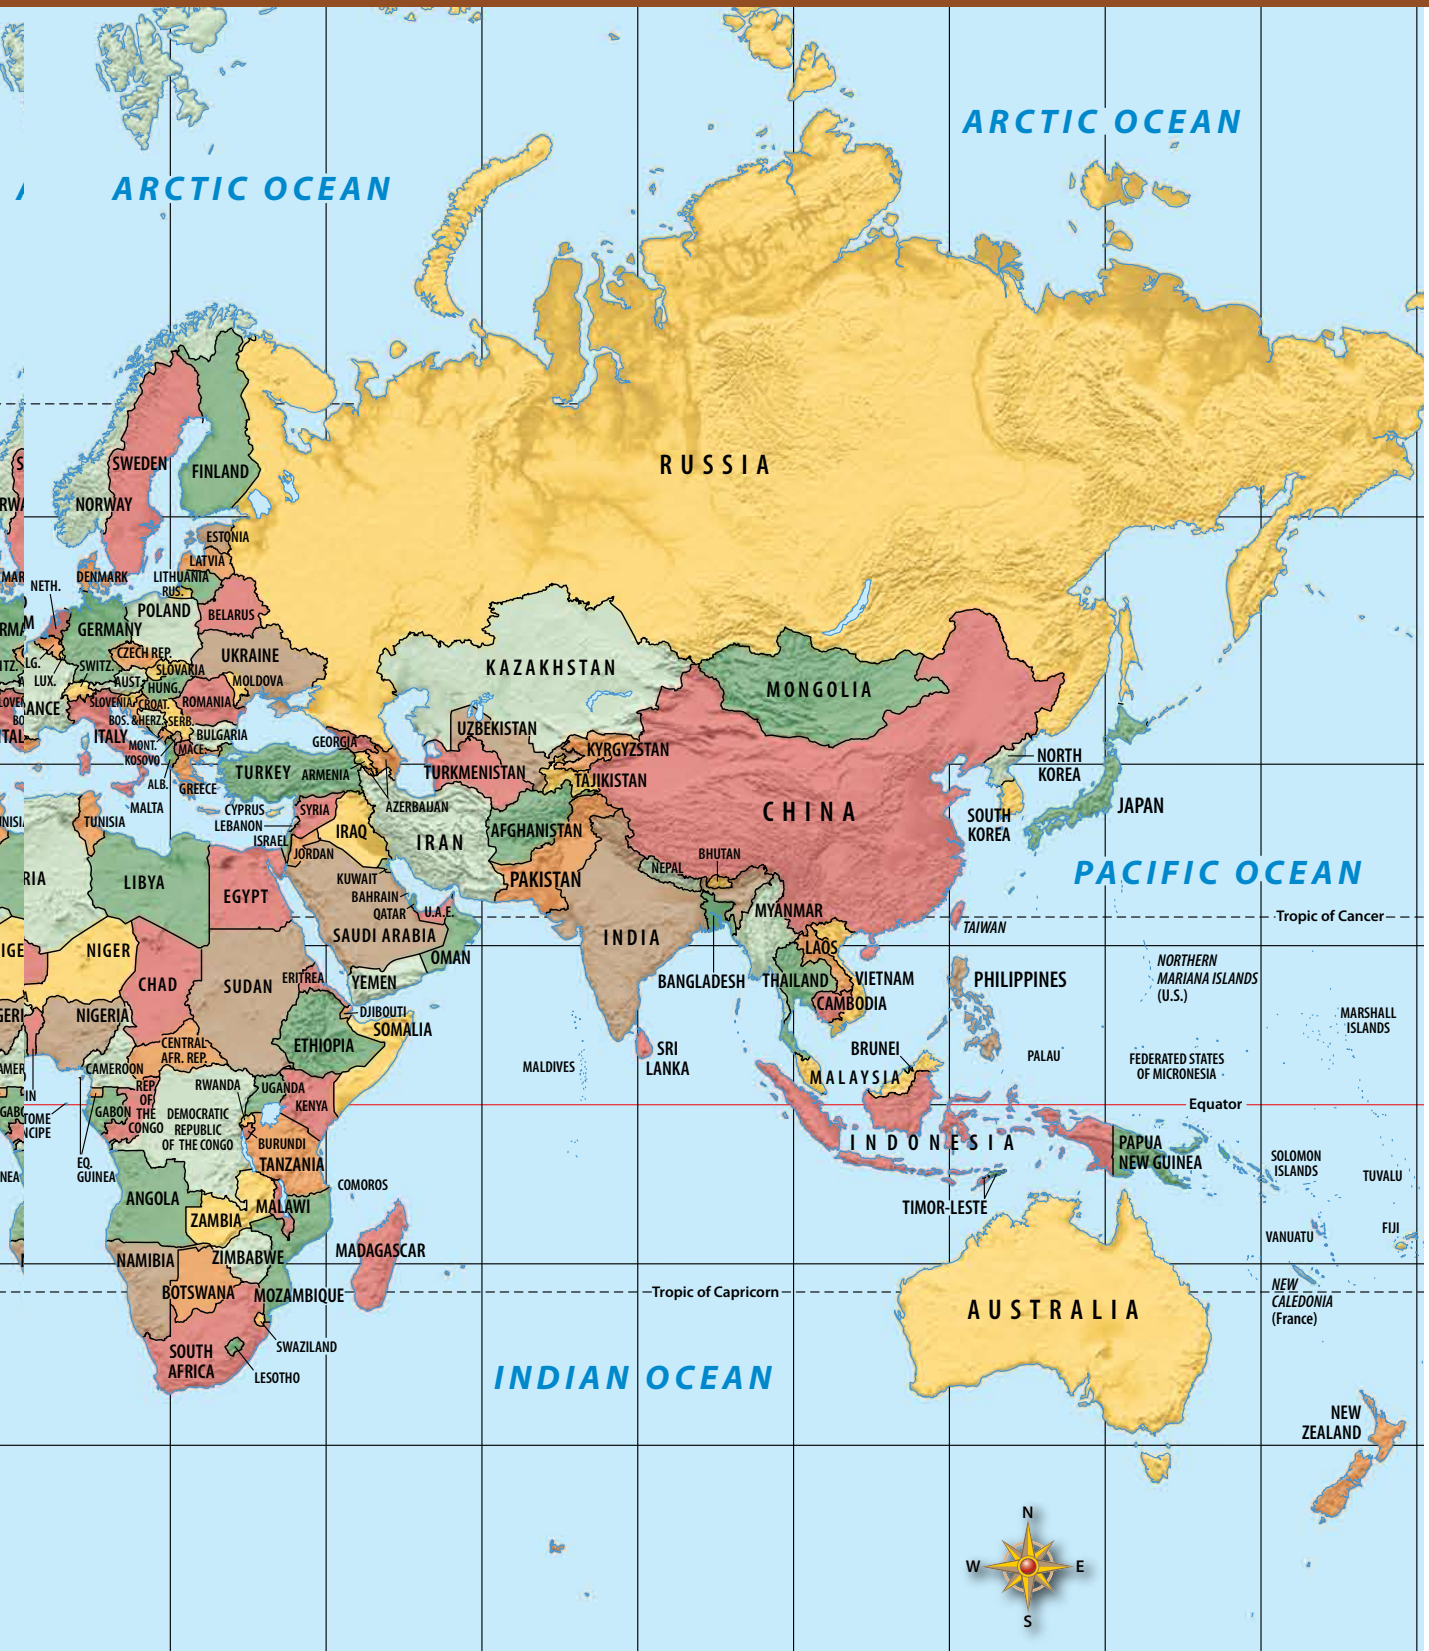 ARCTIC OCEAN
ARCTIC OCEAN
RUSSIA
SWEDEN
FINLAND
NORWAY
ESTONIA
LATVIA
DENMARK
LITHUANIA
RUS.
NETH.
POLAND
BELARUS
GERMANY
CZECH REP.
UKRAINE
SLOVAKIA
SWITZ.
LG.
LUX.
AUST.
HUNG.
MOLDOVA
KAZAKHSTAN
MONGOLIA
ANCE
SLOVENIA
CROAT.
ROMANIA
BOS. & HERZ.
SERB.
ITALY
MONT.
KOSOVO
MACE.
BULGARIA
GEORGIA
UZBEKISTAN
KYRGYZSTAN
TURKMENISTAN
TAJIKISTAN
TURKEY
ARMENIA
ALB.
GREECE
AZERBAIJAN
NORTH
KOREA
MALTA
CYPRUS
SYRIA
LEBANON
ISRAEL
IRAQ
IRAN
AFGHANISTAN
CHINA
SOUTH
KOREA
JAPAN
TUNISIA
JORDAN
PACIFIC OCEAN
RIA
LIBYA
EGYPT
KUWAIT
BAHRAIN
QATAR
U.A.E.
PAKISTAN
NEPAL
BHUTAN
MYANMAR
TAIWAN
Tropic of Cancer
SAUDI ARABIA
OMAN
INDIA
LAOS
NIGER
CHAD
SUDAN
ERITREA
YEMEN
BANGLADESH
THAILAND
VIETNAM
PHILIPPINES
NORTHERN
MARIANA ISLANDS
(U.S.)
CAMBODIA
NIGERIA
DJIBOUTI
SOMALIA
MARSHALL
ISLANDS
CENTRAL
AFR. REP.
ETHIOPIA
SRI
LANKA
BRUNEI
PALAU
FEDERATED STATES
OF MICRONESIA
CAMEROON
MALDIVES
MALAYSIA
RWANDA
UGANDA
KENYA
Equator
GABON
REP.
OF
THE
CONGO
DEMOCRATIC
REPUBLIC
OF THE CONGO
BURUNDI
TANZANIA
INDONESIA
PAPUA
NEW GUINEA
SOLOMON
ISLANDS
TUVALU
EQ.
GUINEA
COMOROS
ANGOLA
MALAWI
ZAMBIA
TIMOR-LESTE
VANUATU
FIJI
NAMIBIA
ZIMBABWE
MADAGASCAR
BOTSWANA
MOZAMBIQUE
Tropic of Capricorn
NEW
CALEDONIA
(France)
AUSTRALIA
SOUTH
AFRICA
SWAZILAND
LESOTHO
INDIAN OCEAN
NEW
ZEALAND
N
W
E
S